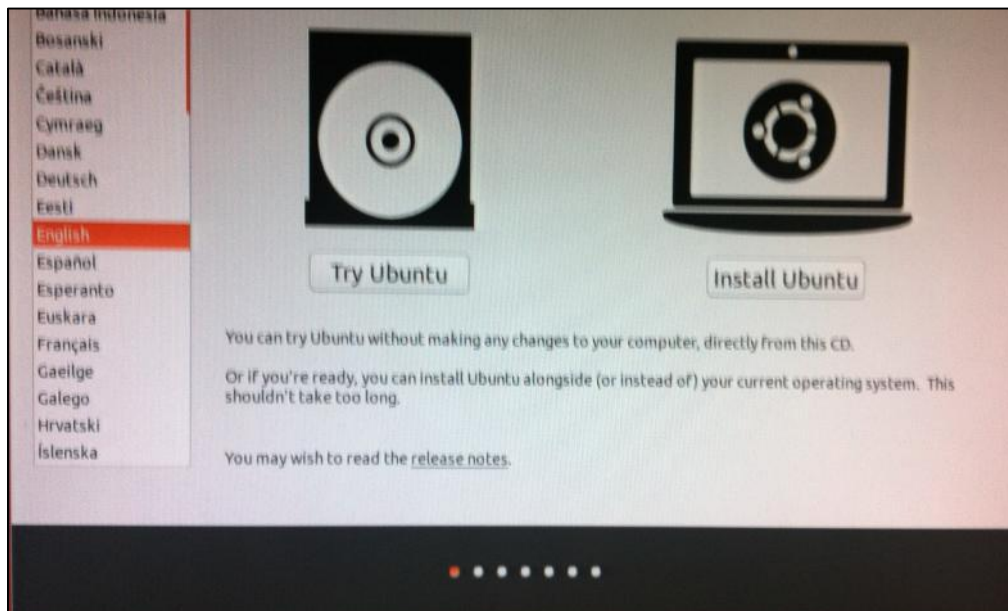 Bahasa Indonesia
Bosanski
Català
Čeština
Cymraeg
Dansk
Deutsch
Eesti
English
Español
Esperanto
Euskara
Français
Gaeilge
Galego
Hrvatski
Íslenska
Try Ubuntu
Install Ubuntu
You can try Ubuntu without making any changes to your computer, directly from this CD.
Or if you're ready, you can install Ubuntu alongside (or instead of) your current operating system. This
shouldn't take too long.
You may wish to read the release notes.